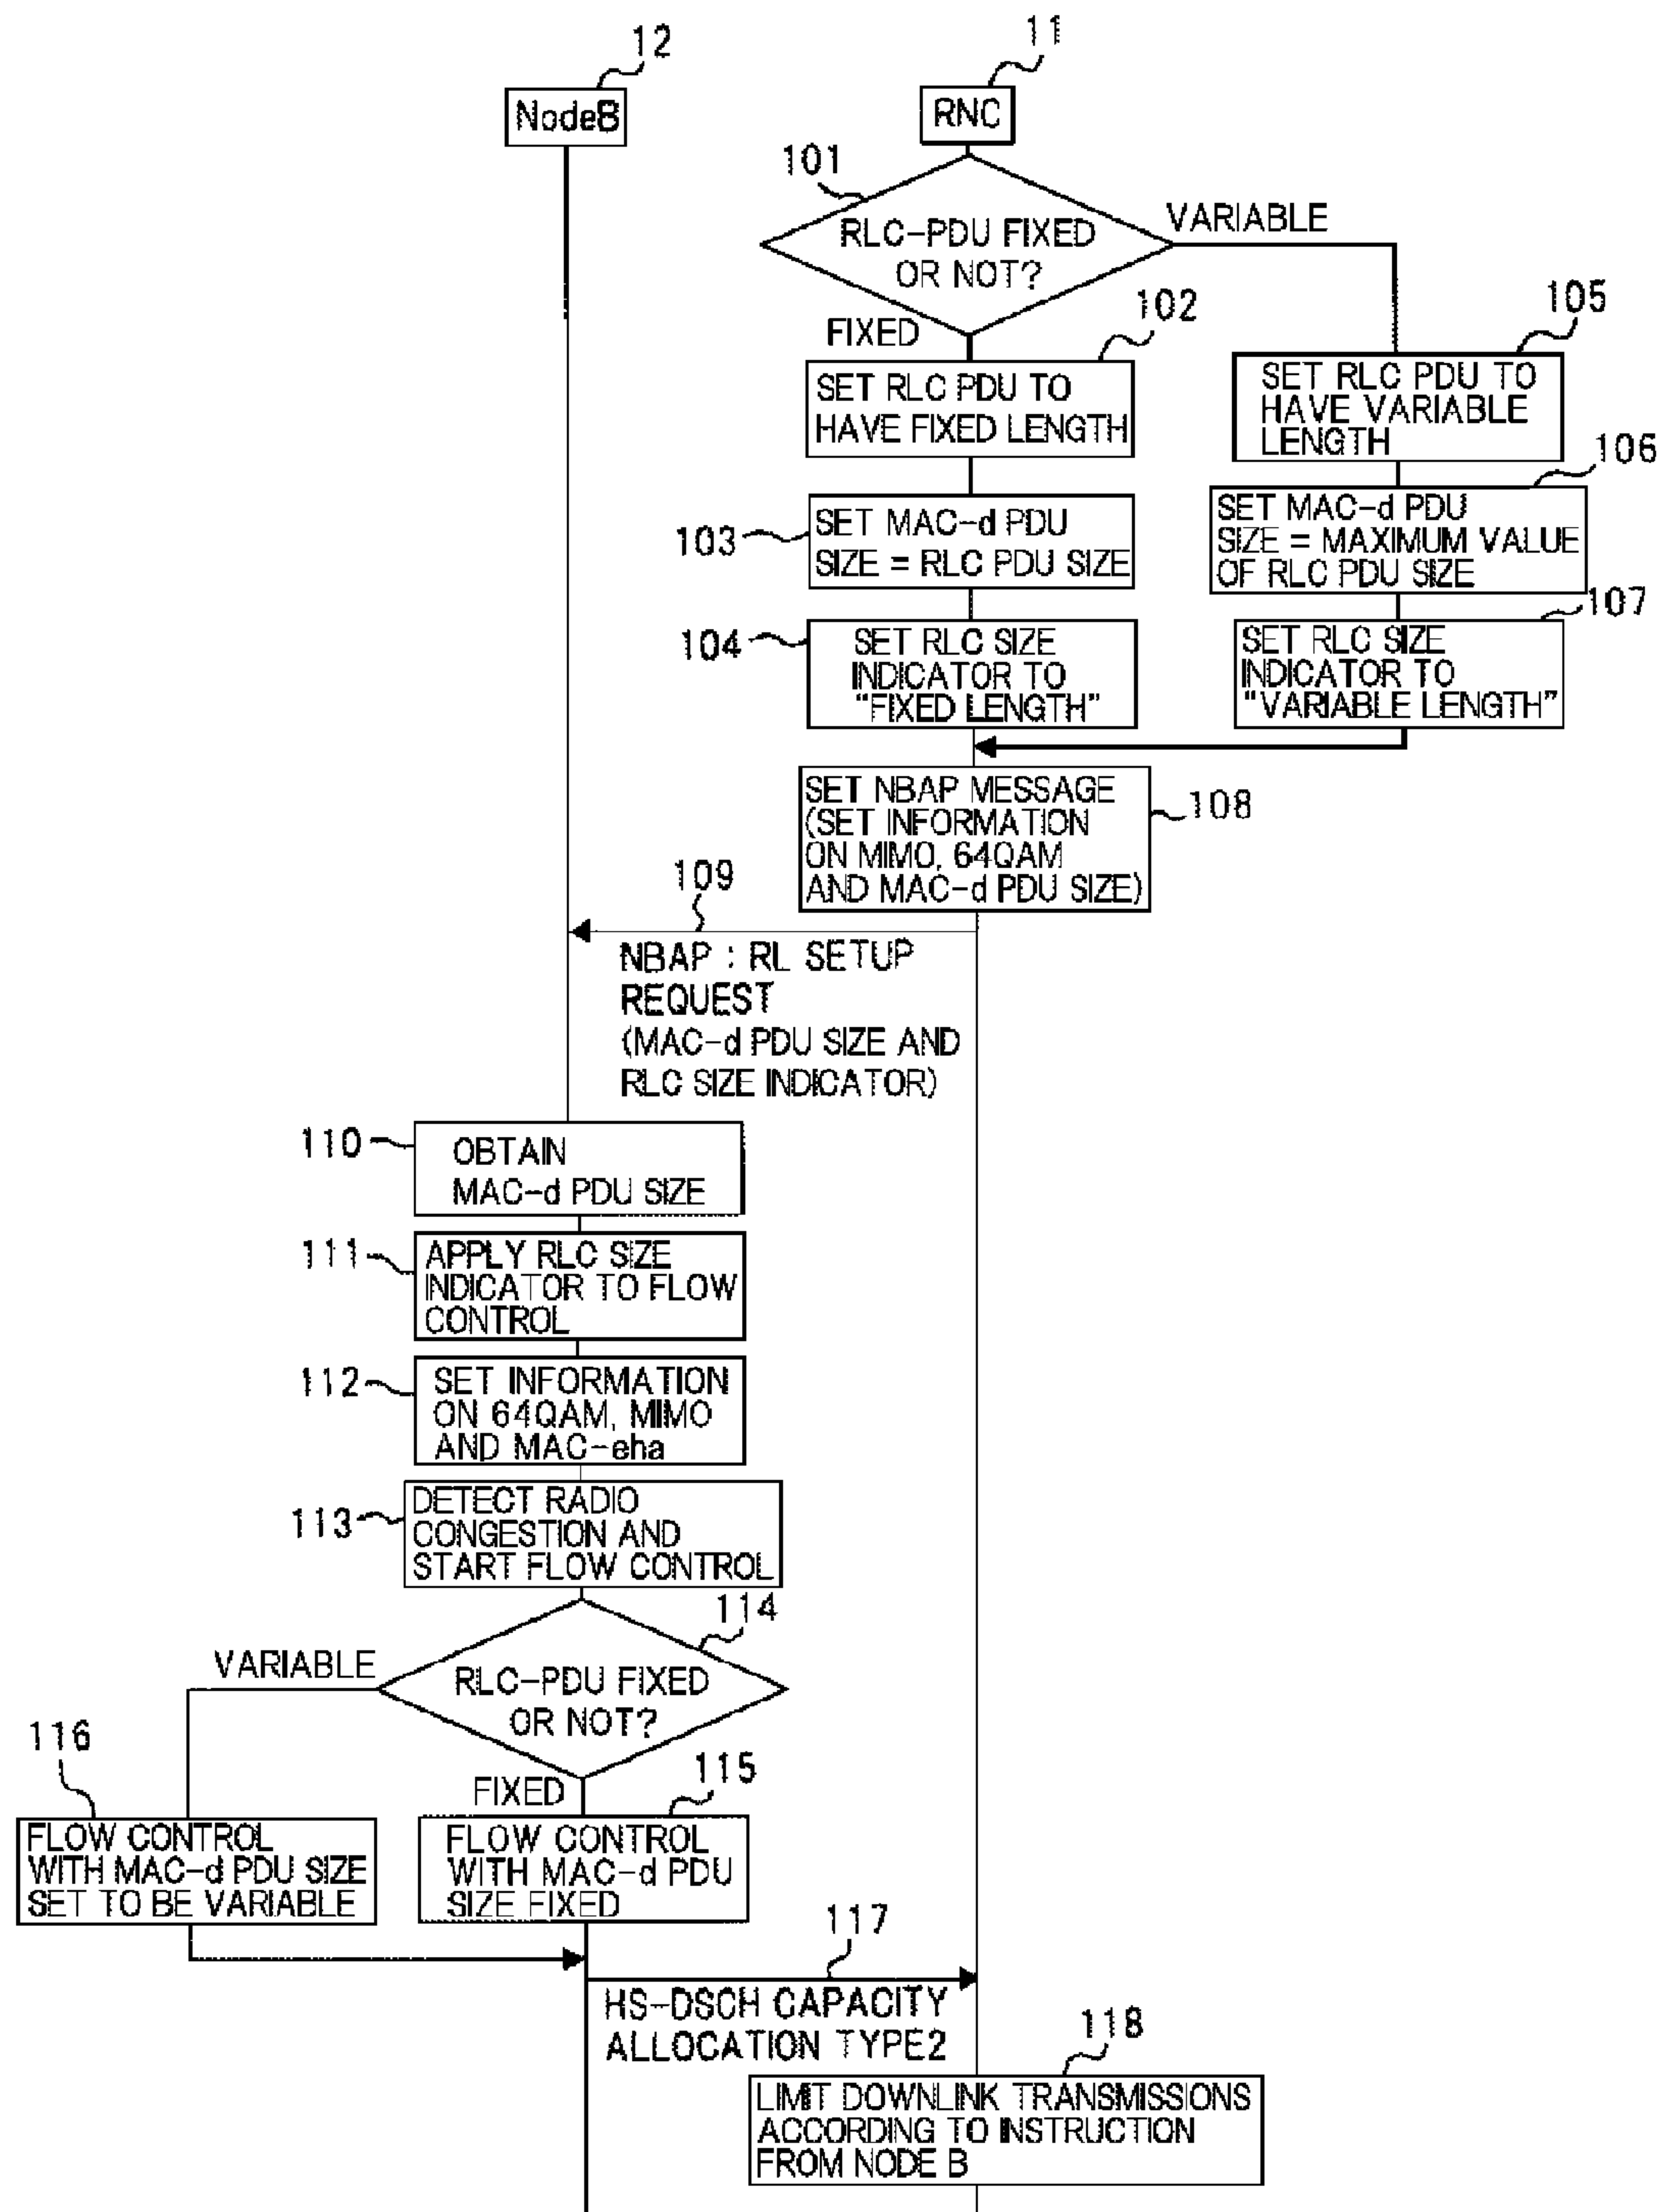 12
11
NodeB
RNC
101
RLC-PDU FIXED
OR NOT?
VARIABLE
FIXED
102
SET RLC PDU TO
HAVE FIXED LENGTH
105
SET RLC PDU TO
HAVE VARIABLE
LENGTH
103
SET MAC-d PDU
SIZE = RLC PDU SIZE
106
SET MAC-d PDU
SIZE = MAXIMUM VALUE
OF RLC PDU SIZE
104
SET RLC SIZE
INDICATOR TO
"FIXED LENGTH"
107
SET RLC SIZE
INDICATOR TO
"VARIABLE LENGTH"
SET NBAP MESSAGE
(SET INFORMATION
ON MIMO, 64QAM
AND MAC-d PDU SIZE)
108
109
NBAP : RL SETUP
REQUEST
(MAC-d PDU SIZE AND
RLC SIZE INDICATOR)
110
OBTAIN
MAC-d PDU SIZE
111
APPLY RLC SIZE
INDICATOR TO FLOW
CONTROL
112
SET INFORMATION
ON 64QAM, MIMO
AND MAC-eha
113
DETECT RADIO
CONGESTION AND
START FLOW CONTROL
114
VARIABLE
RLC-PDU FIXED
OR NOT?
116
FIXED
115
FLOW CONTROL
WITH MAC-d PDU SIZE
SET TO BE VARIABLE
FLOW CONTROL
WITH MAC-d PDU
SIZE FIXED
117
HS-DSCH CAPACITY
ALLOCATION TYPE2
118
LIMIT DOWNLINK TRANSMISSIONS
ACCORDING TO INSTRUCTION
FROM NODE B